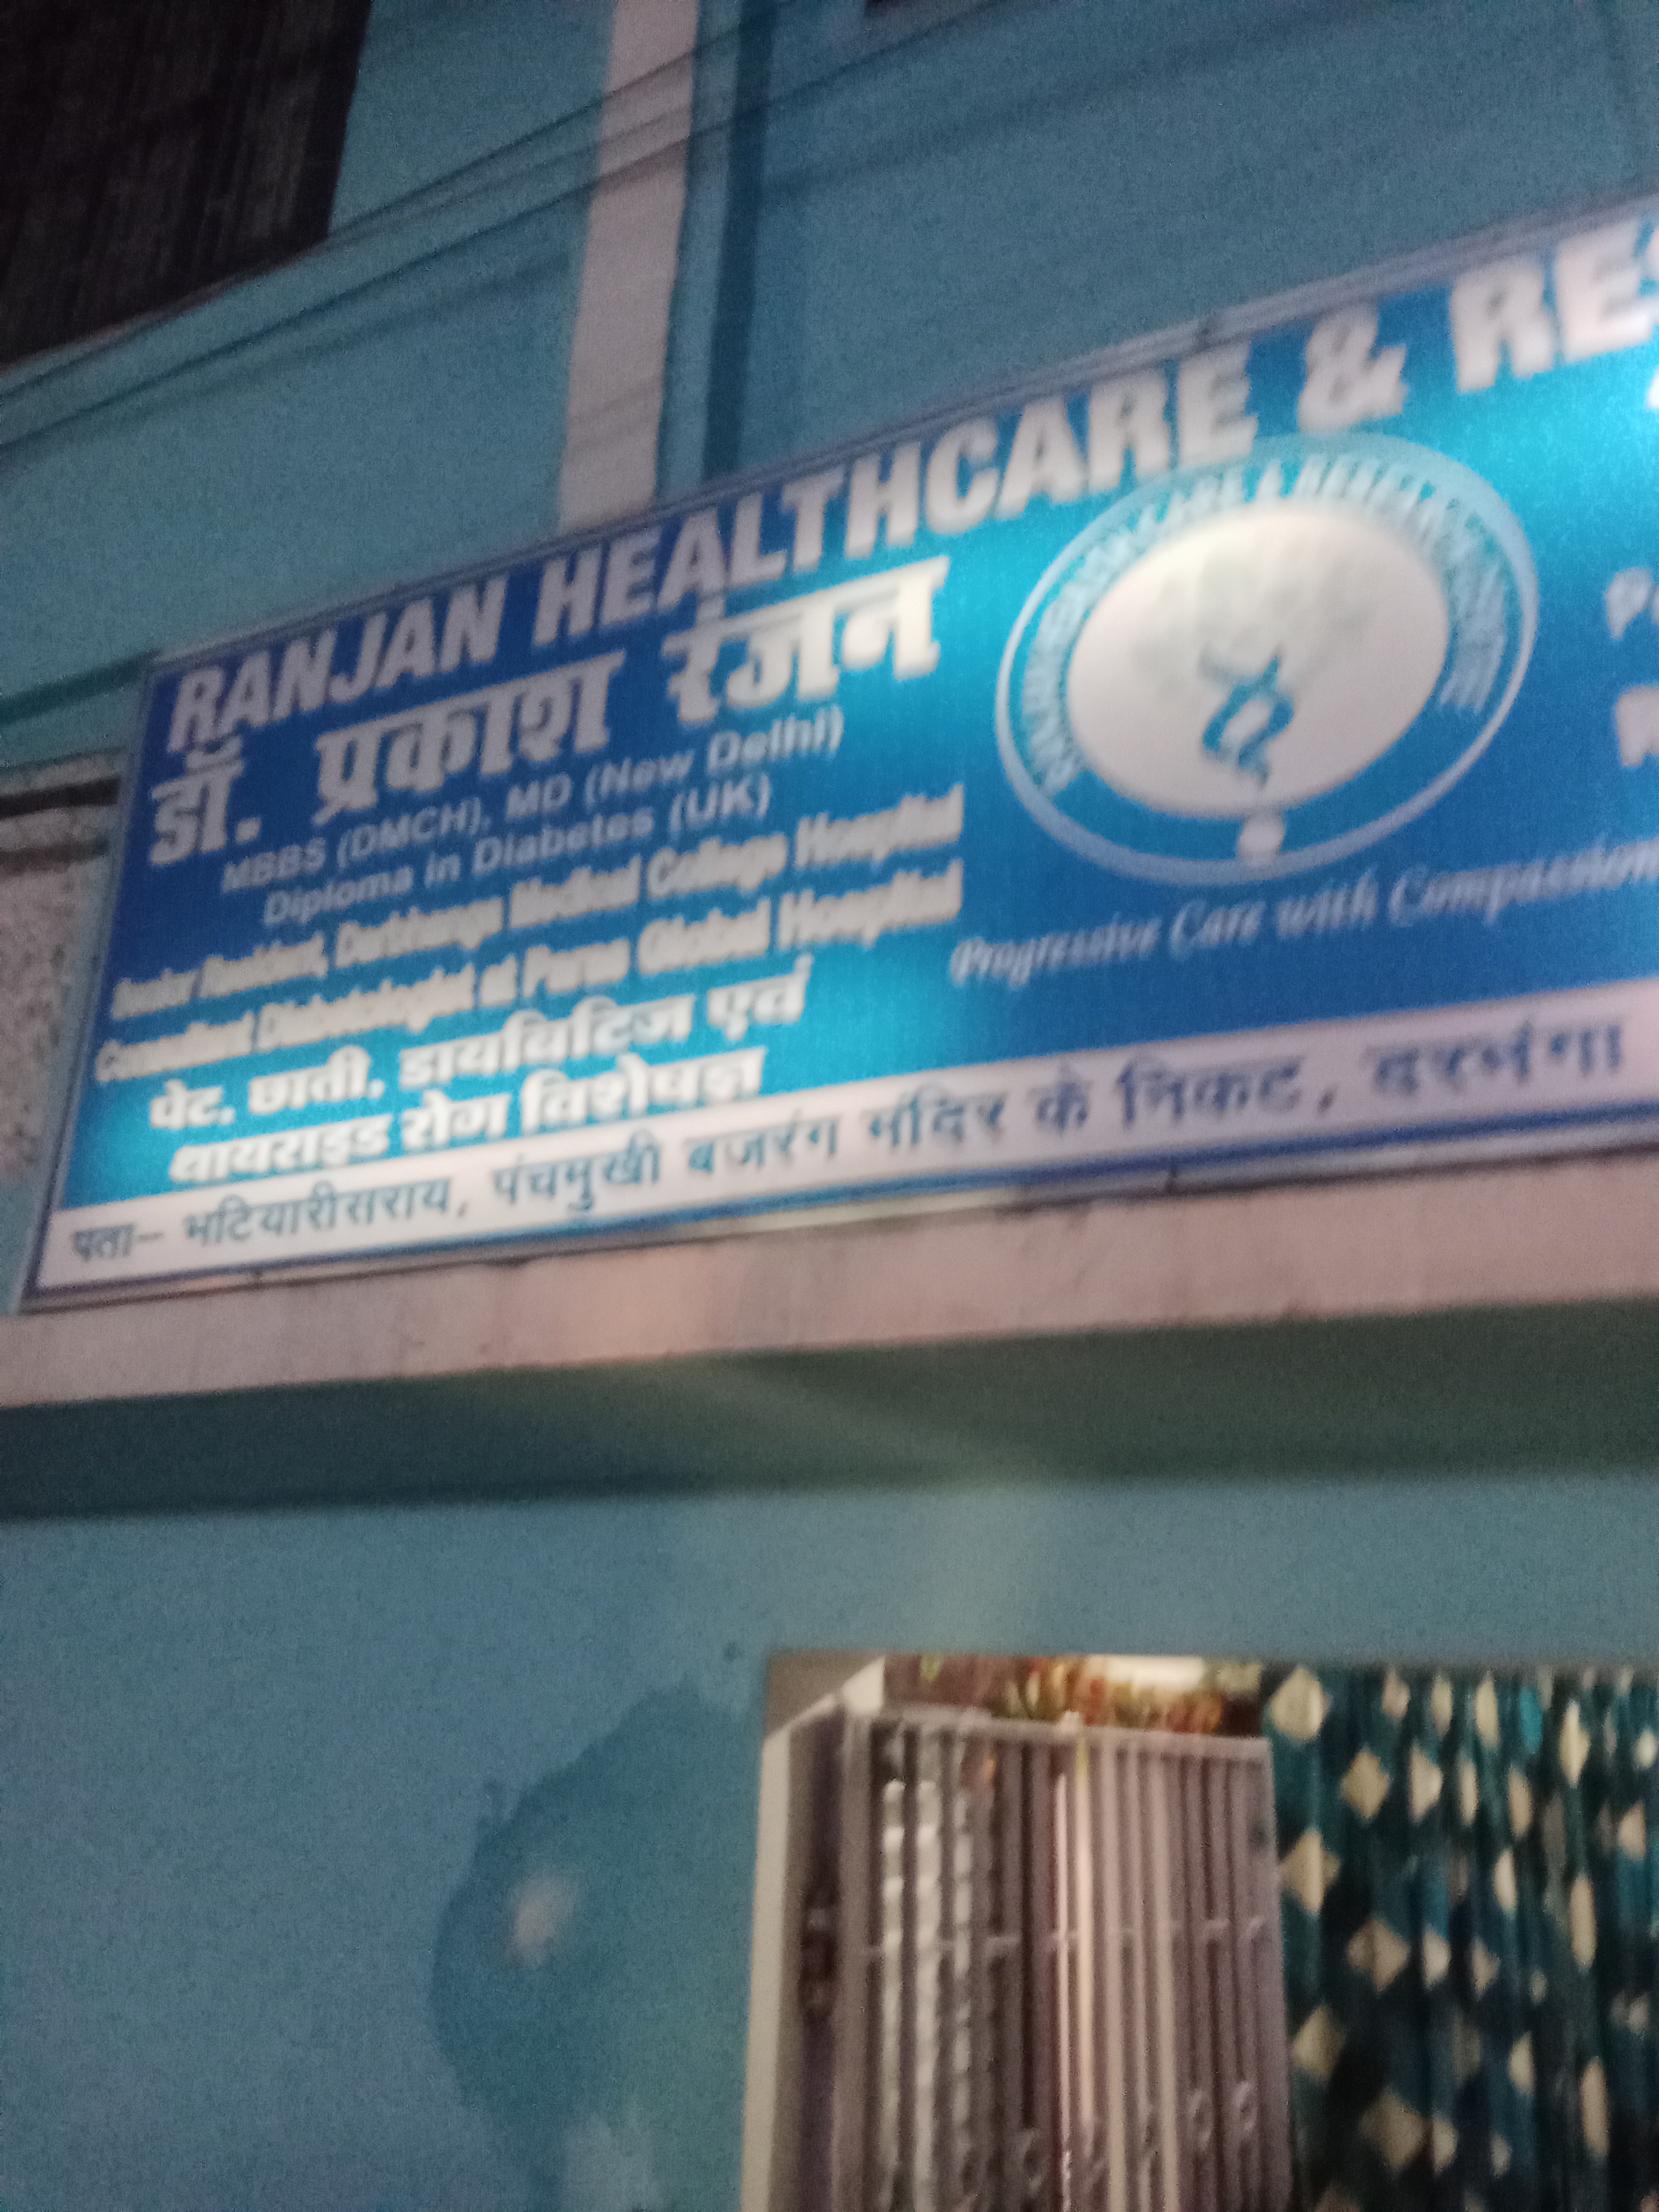 RANJAN HEALTHCARE & RES
डॉ. प्रकाश रंजन
MBBS (DMCH), MD (New Delhi)
Diploma in Diabetes (UK)
Senior Resident, Darbhanga Medical College Hospital
Consultant Diabetologist at Paras Global Hospital
पेट, छाती, डायबिटिज एवं
थायराइड रोग विशेषज्ञ
Progressive Care with Compassion
पता– भटियारीसराय, पंचमुखी बजरंग मंदिर के निकट, दरभंगा